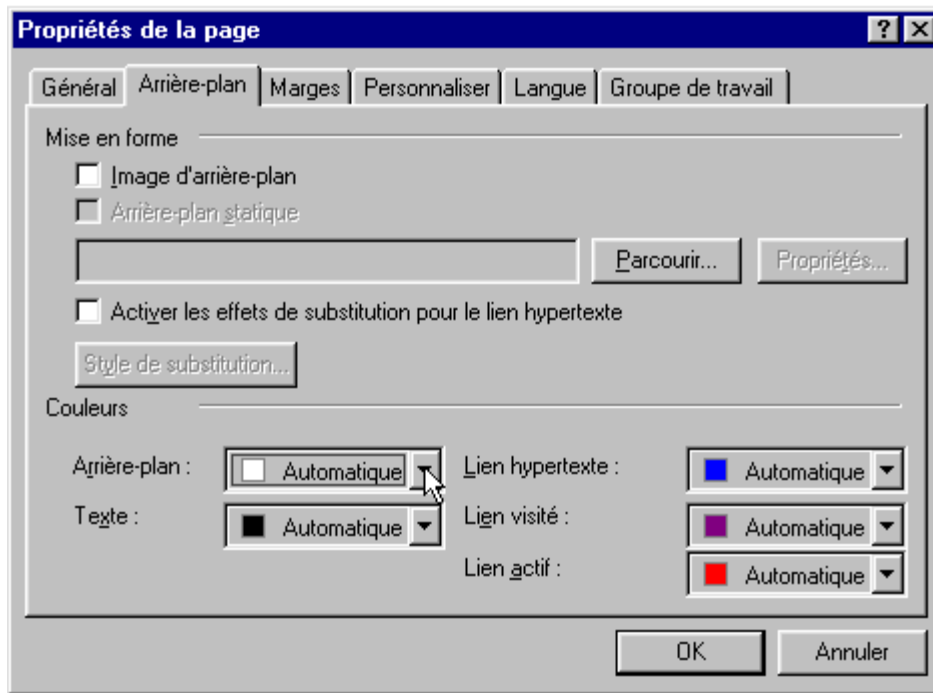 Propriétés de la page
Général Arrière-plan Marges Personnaliser Langue Groupe de travail
Mise en forme
Image d'arrière-plan
Arrière-plan statique
Parcourir... Propriétés...
Activer les effets de substitution pour le lien hypertexte
Style de substitution...
Couleurs
Arrière-plan : Automatique Lien hypertexte : Automatique
Texte : Automatique Lien visité : Automatique
Lien actif : Automatique
OK Annuler